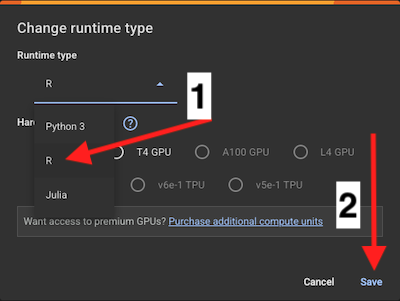 Change runtime type
Runtime type
R
1
Python 3
Hard
R
T4 GPU
A100 GPU
L4 GPU
Julia
v6e-1 TPU
v5e-1 TPU
Want access to premium GPUs? Purchase additional compute units
2
Cancel
Save